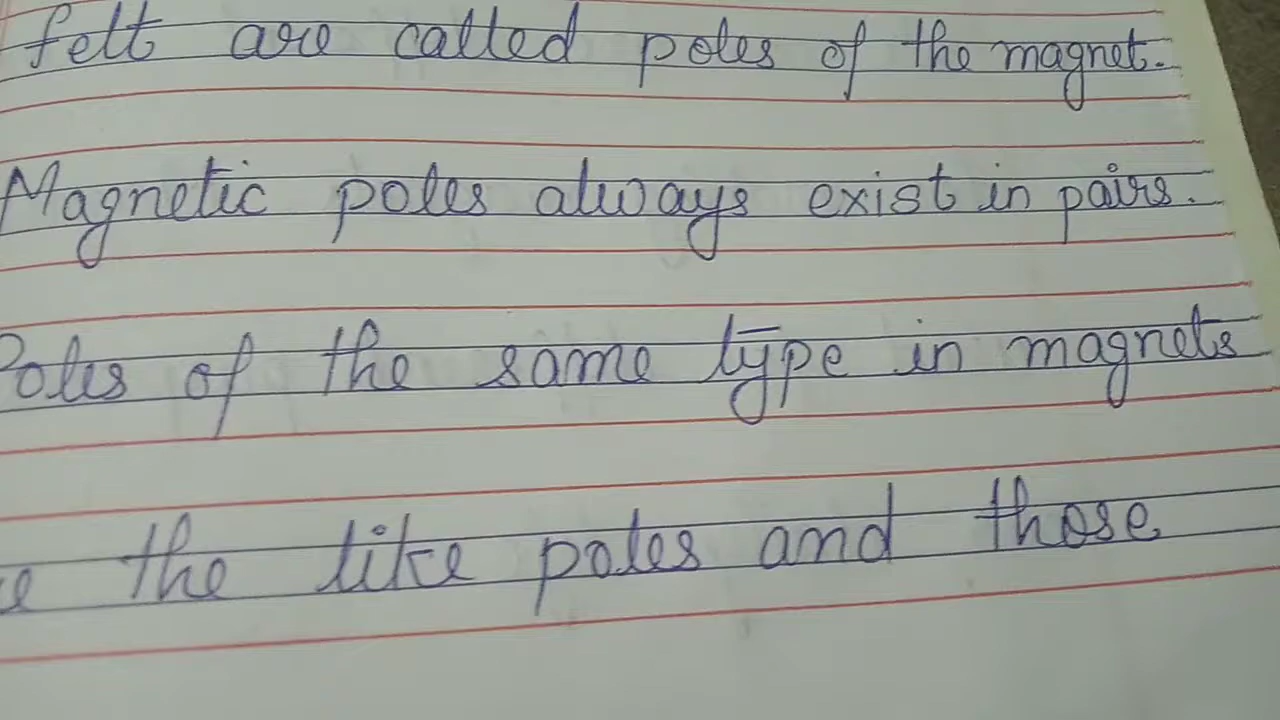 felt are called poles of the magnet.
Magnetic poles always exist in pairs.
Poles of the same type in magnets
the like poles and those